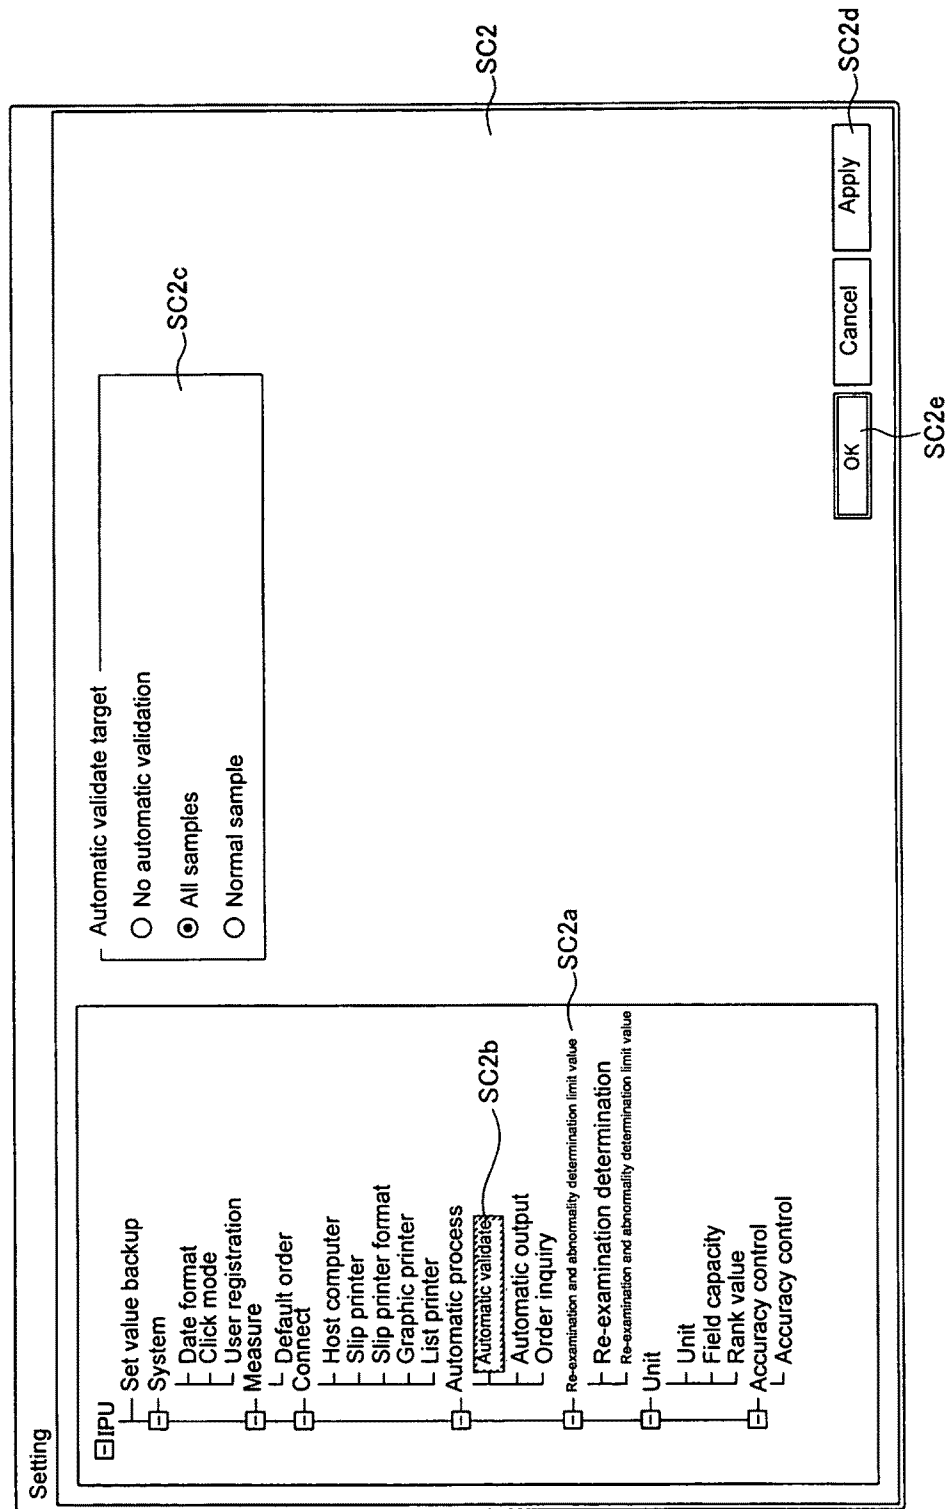 Setting
IPU
Set value backup
System
Date format
Click mode
User registration
Measure
Default order
Connect
Host computer
Slip printer
Slip printer format
Graphic printer
List printer
Automatic process
Automatic validate
Automatic output
Order inquiry
Re-examination and abnormality determination limit value
Re-examination determination
Re-examination and abnormality determination limit value
Unit
Unit
Field capacity
Rank value
Accuracy control
Accuracy control
SC2b
SC2a
Automatic validate target
No automatic validation
All samples
Normal sample
SC2c
SC2
OK
Cancel
Apply
SC2d
SC2e